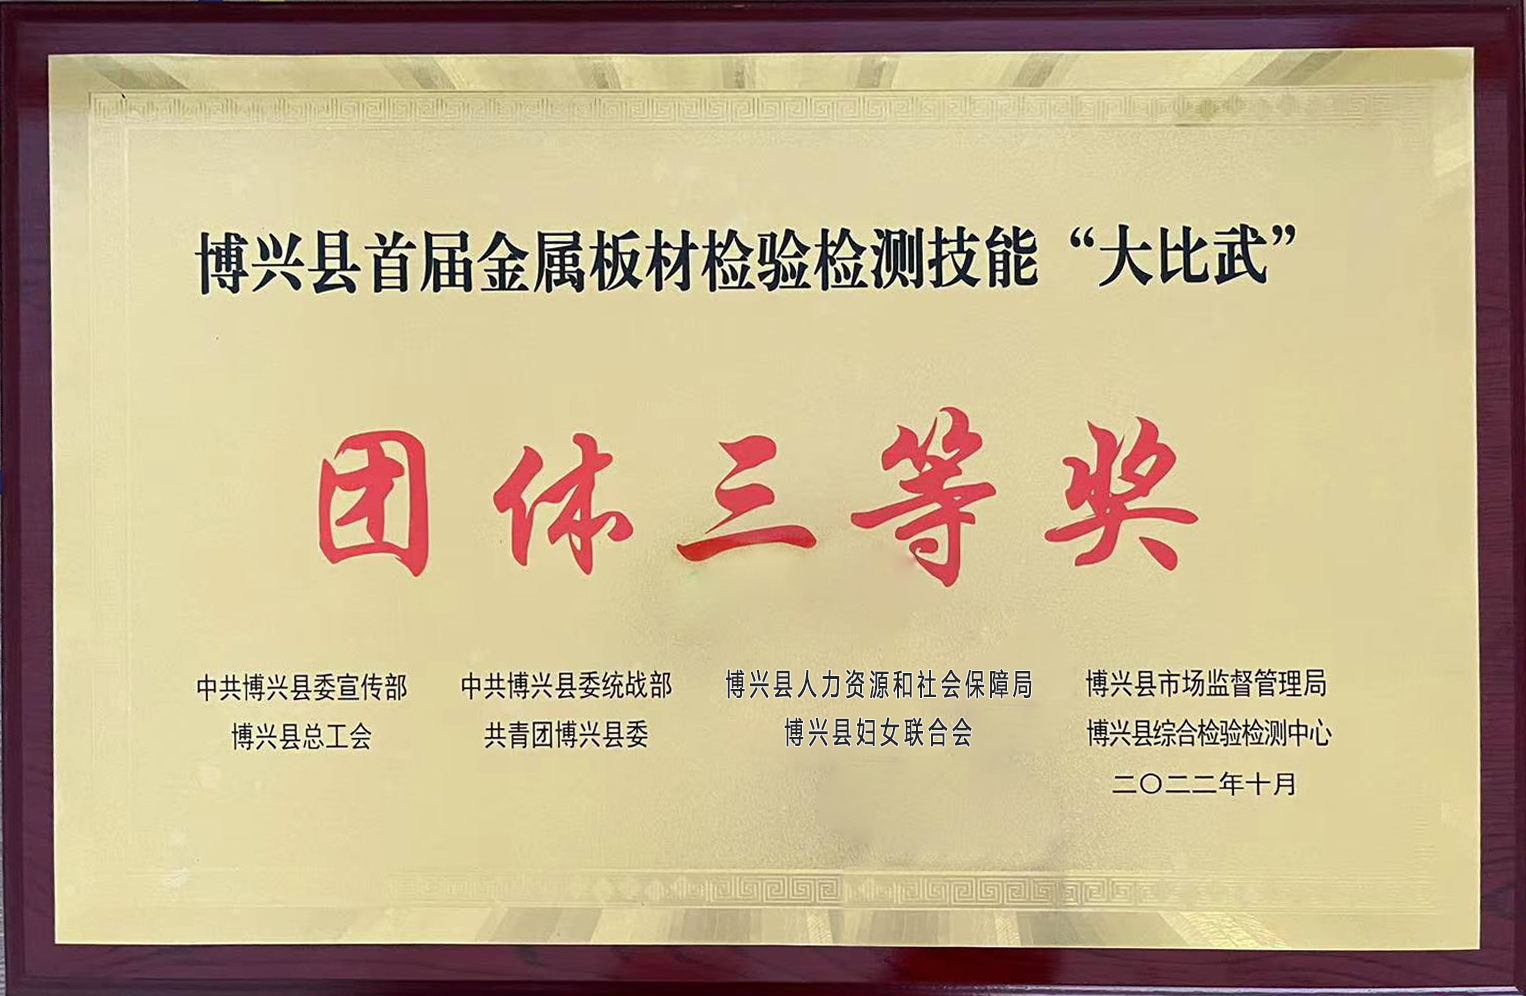 博兴县首届金属板材检验检测技能“大比武”
团体三等奖
中共博兴县委宣传部 中共博兴县委统战部 博兴县人力资源和社会保障局 博兴县市场监督管理局
博兴县总工会 共青团博兴县委 博兴县妇女联合会 博兴县综合检验检测中心
二〇二二年十月